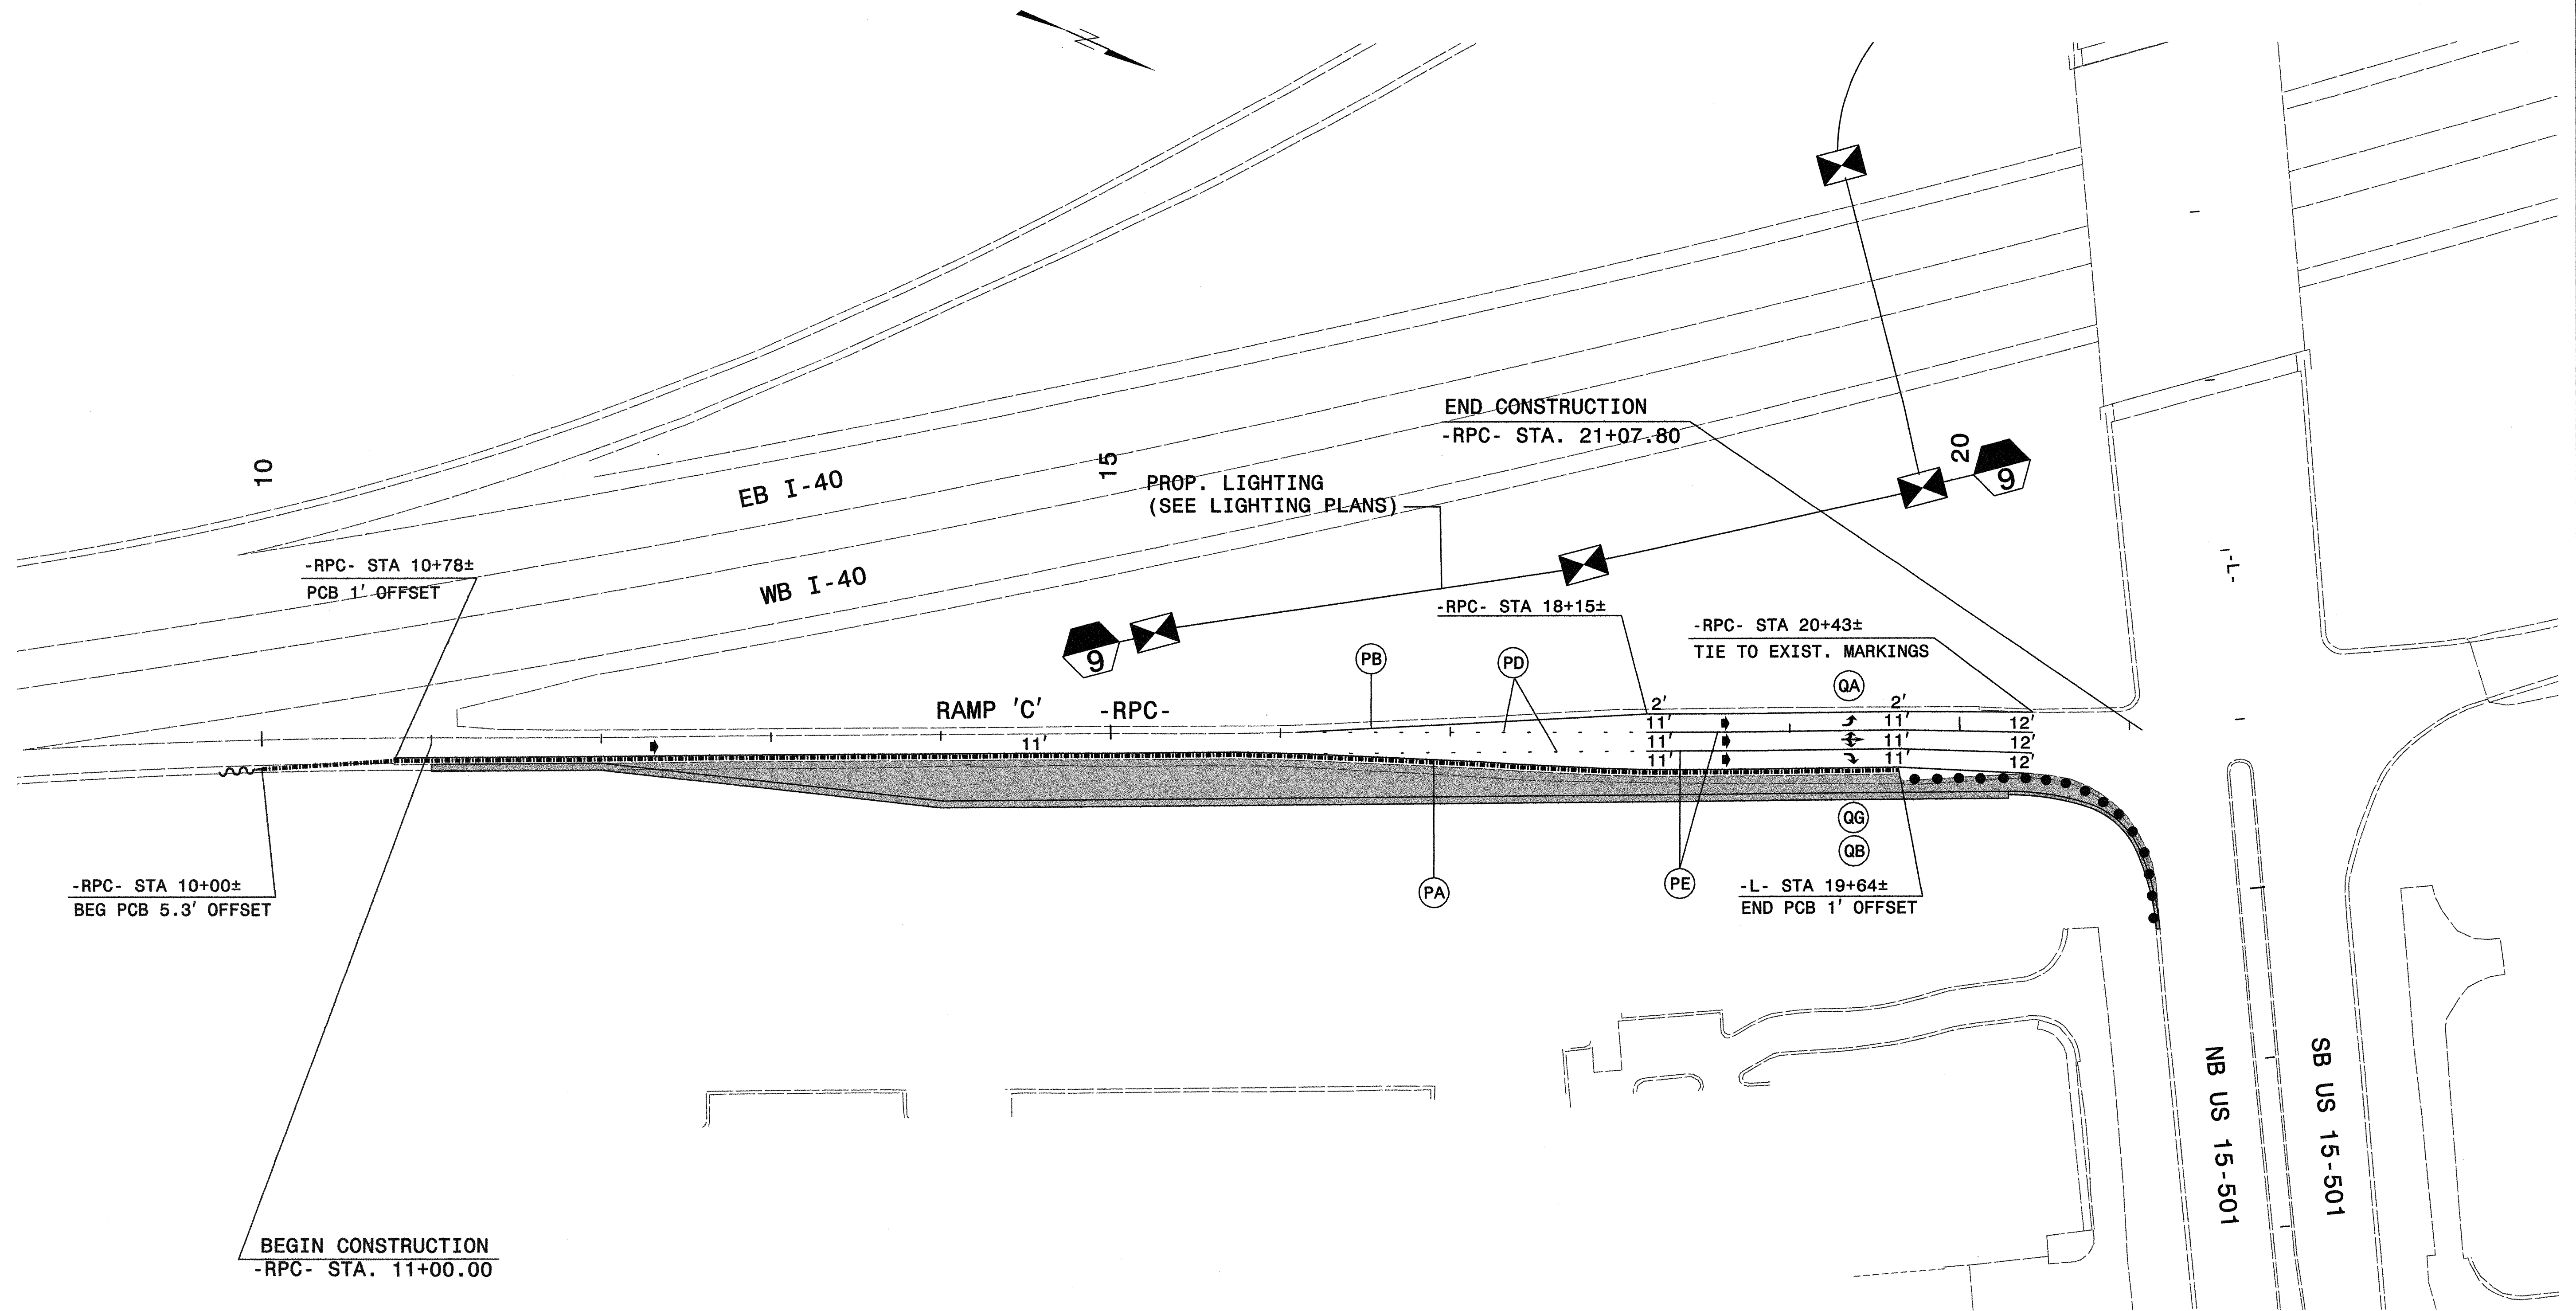 N
END CONSTRUCTION
-RPC- STA. 21+07.80
10
15
20
EB I-40
PROP. LIGHTING
(SEE LIGHTING PLANS)
9
-RPC- STA 10+78±
PCB 1' OFFSET
WB I-40
-L-
-RPC- STA 18+15±
-RPC- STA 20+43±
TIE TO EXIST. MARKINGS
9
PB
PD
QA
RAMP 'C' -RPC-
2'
2'
11'
11'
12'
11'
11'
11'
12'
11'
11'
12'
QG
QB
PA
PE
-RPC- STA 10+00±
BEG PCB 5.3' OFFSET
-L- STA 19+64±
END PCB 1' OFFSET
NB US 15-501
SB US 15-501
BEGIN CONSTRUCTION
-RPC- STA. 11+00.00